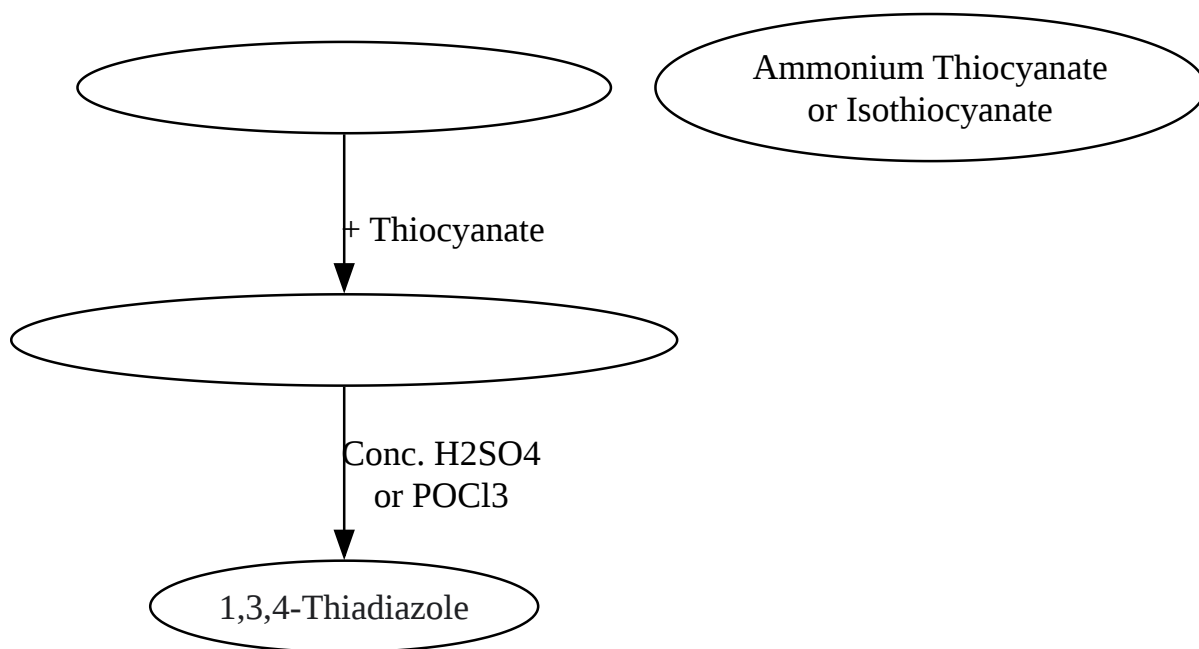 Ammonium Thiocyanate
or Isothiocyanate
+ Thiocyanate
Conc. H2SO4
or POCl3
1,3,4-Thiadiazole